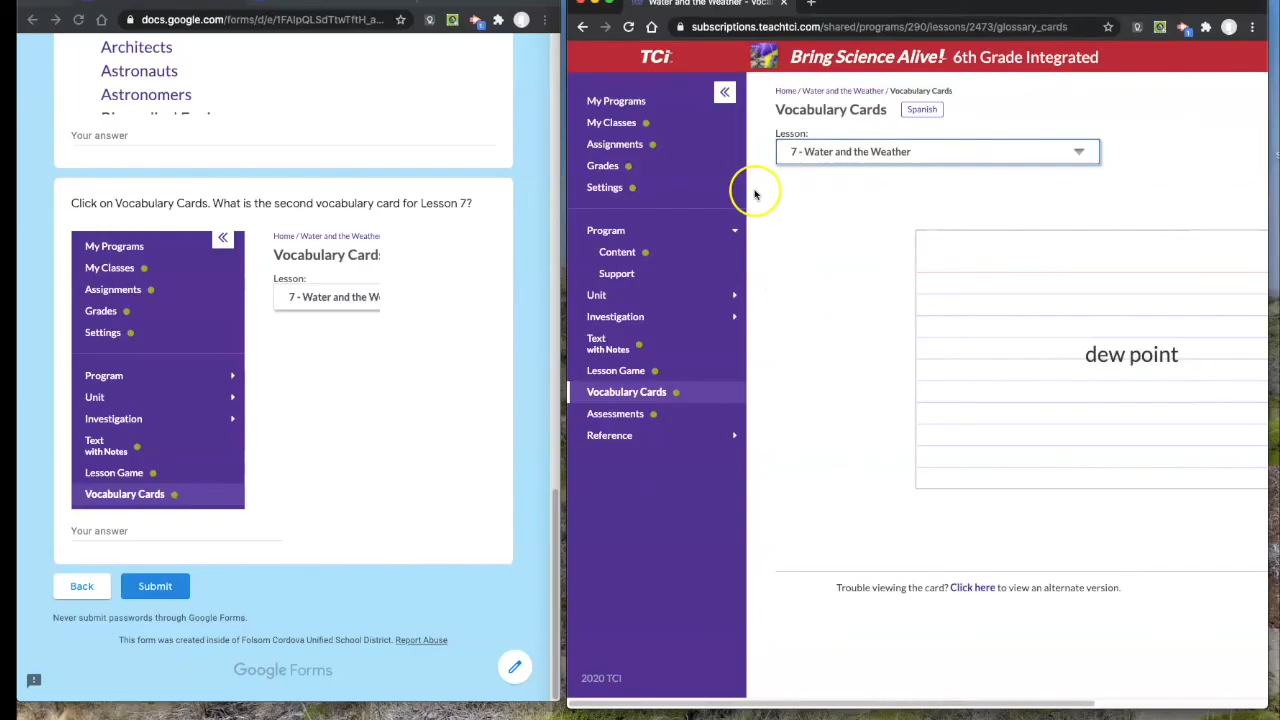 docs.google.com/forms/d/e/1FAIpQLSdTtWTftH_a
Architects
Astronauts
Astronomers
Your answer
Click on Vocabulary Cards. What is the second vocabulary card for Lesson 7?
My Programs
My Classes
Assignments
Grades
Settings
Program
Unit
Investigation
Text
with Notes
Lesson Game
Vocabulary Cards
Home / Water and the Weather
Vocabulary Card
Lesson:
7 - Water and the We
Your answer
Back
Submit
Never submit passwords through Google Forms.
This form was created inside of Folsom Cordova Unified School District. Report Abuse
Google Forms
Water and the Weather - Voca
subscriptions.teachtci.com/shared/programs/290/lessons/2473/glossary_cards
TCi
Bring Science Alive!- 6th Grade Integrated
My Programs
My Classes
Assignments
Grades
Settings
Program
Content
Support
Unit
Investigation
Text
with Notes
Lesson Game
Vocabulary Cards
Assessments
Reference
2020 TCI
Home / Water and the Weather / Vocabulary Cards
Vocabulary Cards
Spanish
Lesson:
7 - Water and the Weather
dew point
Trouble viewing the card? Click here to view an alternate version.